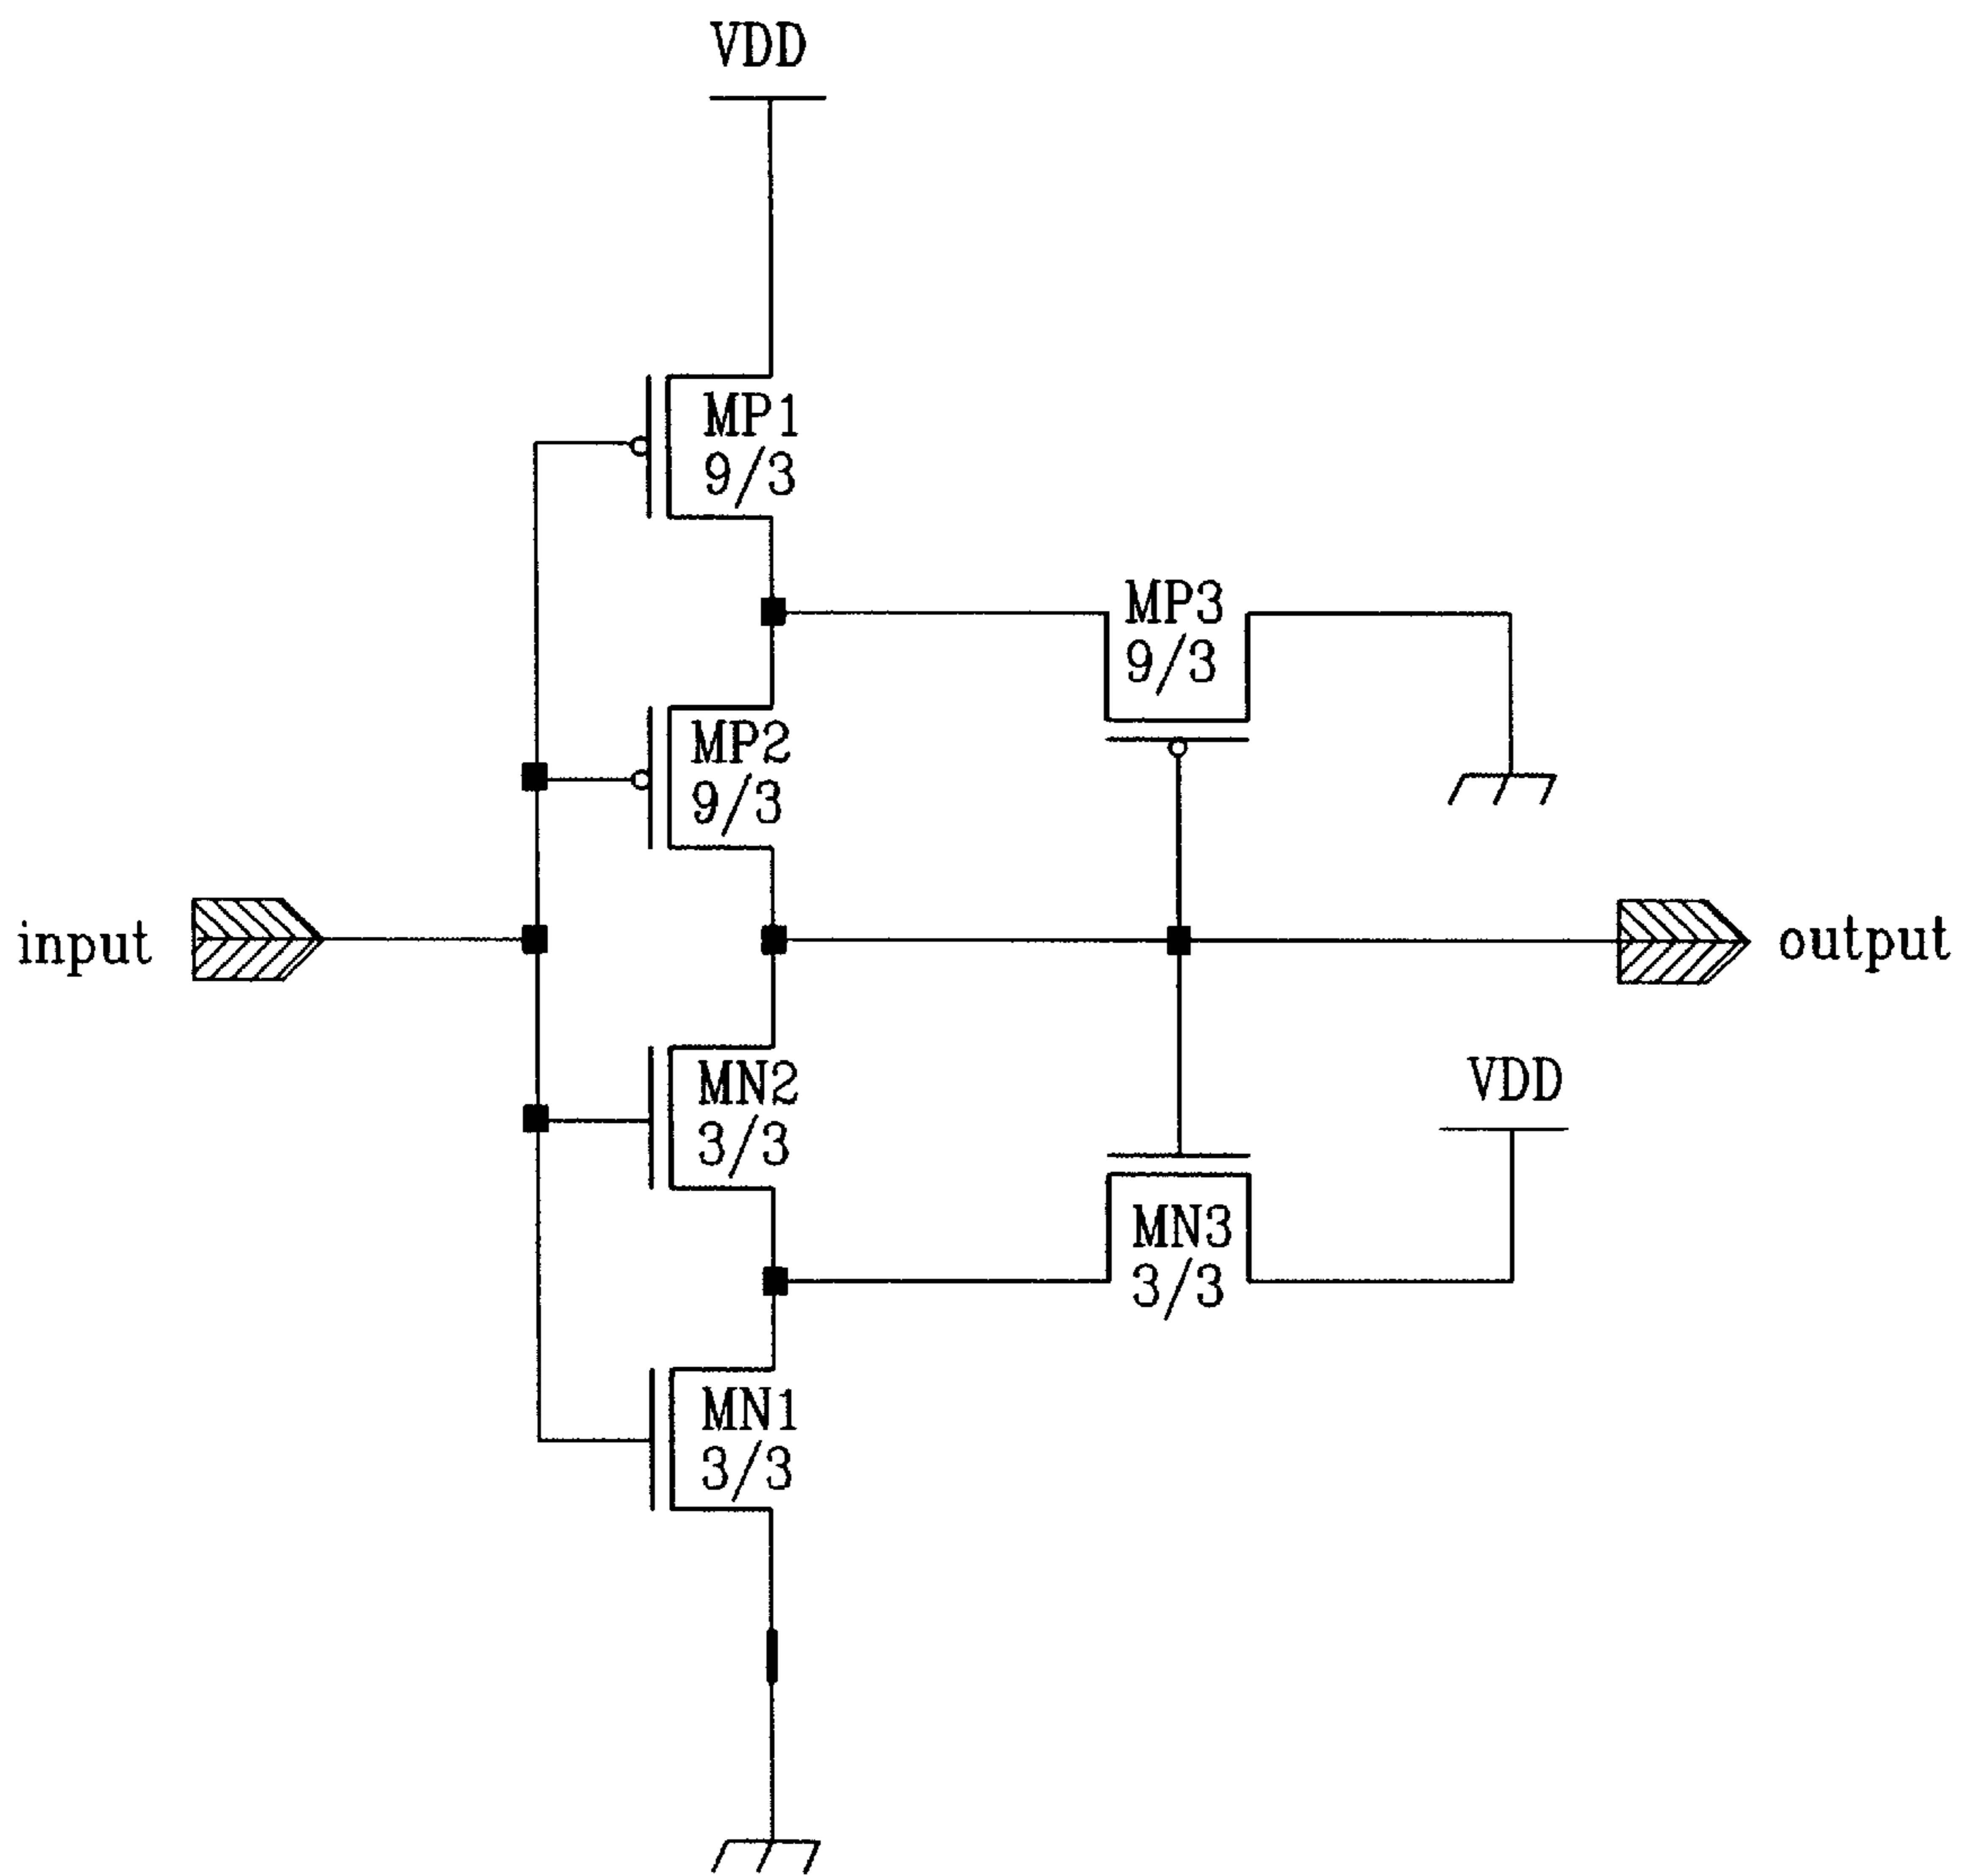 VDD
MP1
9/3
MP3
9/3
MP2
9/3
input
output
MN2
3/3
VDD
MN3
3/3
MN1
3/3